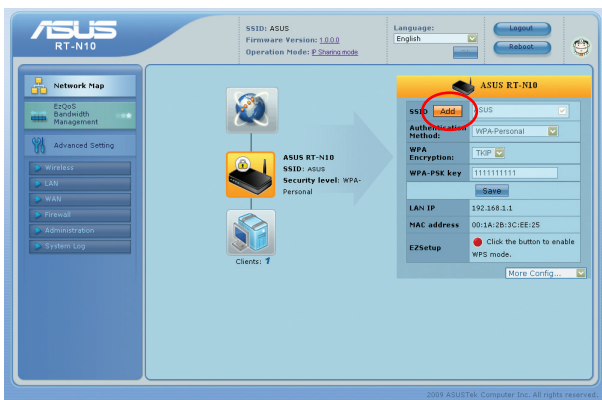 ASUS
RT-N10
SSID: ASUS
Firmware Version: 1.0.0.0
Operation Mode: IP Sharing mode
Language:
English
Logout
Reboot
Network Map
EzQoS
Bandwidth
Management
Advanced Setting
Wireless
LAN
WAN
Firewall
Administration
System Log
ASUS RT-N10
SSID: ASUS
Security level: WPA-
Personal
Clients: 1
ASUS RT-N10
SSID Add ASUS
Authentication
Method: WPA-Personal
WPA
Encryption: TKIP
WPA-PSK key 1111111111
Save
LAN IP 192.168.1.1
MAC address 00:1A:2B:3C:EE:25
EZSetup Click the button to enable
WPS mode.
More Config...
2009 ASUSTek Computer Inc. All rights reserved.